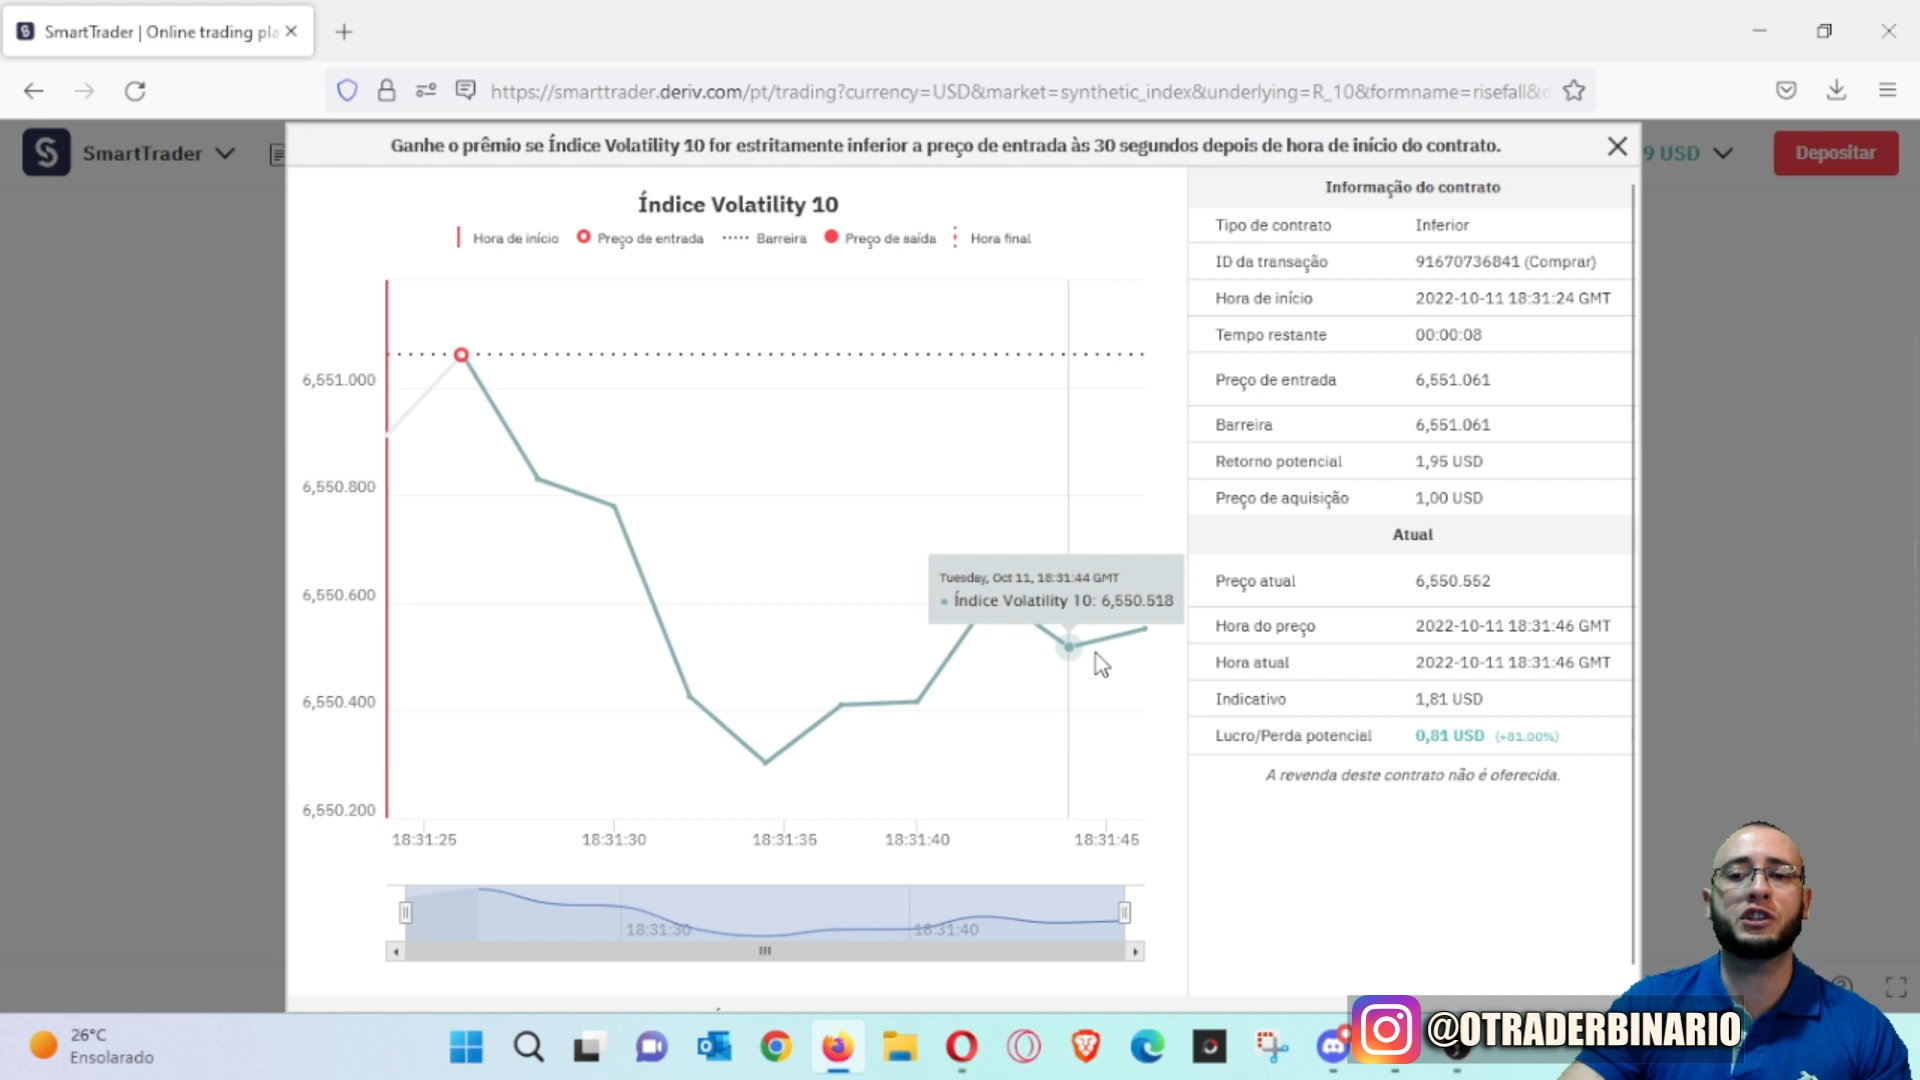 SmartTrader | Online trading pla
https://smarttrader.deriv.com/pt/trading?currency=USD&market=synthetic_index&underlying=R_10&formname=risefall&d
SmartTrader
9 USD
Depositar
Ganhe o prêmio se Índice Volatility 10 for estritamente inferior a preço de entrada às 30 segundos depois de hora de início do contrato.
Índice Volatility 10
Hora de início
Preço de entrada
Barreira
Preço de saída
Hora final
6,551.000
6,550.800
6,550.600
6,550.400
6,550.200
Tuesday, Oct 11, 18:31:44 GMT
Índice Volatility 10: 6,550.518
18:31:25
18:31:30
18:31:35
18:31:40
18:31:45
18:31:30
18:31:40
Informação do contrato
Tipo de contrato Inferior
ID da transação 91670736841 (Comprar)
Hora de início 2022-10-11 18:31:24 GMT
Tempo restante 00:00:08
Preço de entrada 6,551.061
Barreira 6,551.061
Retorno potencial 1,95 USD
Preço de aquisição 1,00 USD
Atual
Preço atual 6,550.552
Hora do preço 2022-10-11 18:31:46 GMT
Hora atual 2022-10-11 18:31:46 GMT
Indicativo 1,81 USD
Lucro/Perda potencial 0,81 USD (+81.00%)
A revenda deste contrato não é oferecida.
@OTRADERBINARIO
26°C
Ensolarado